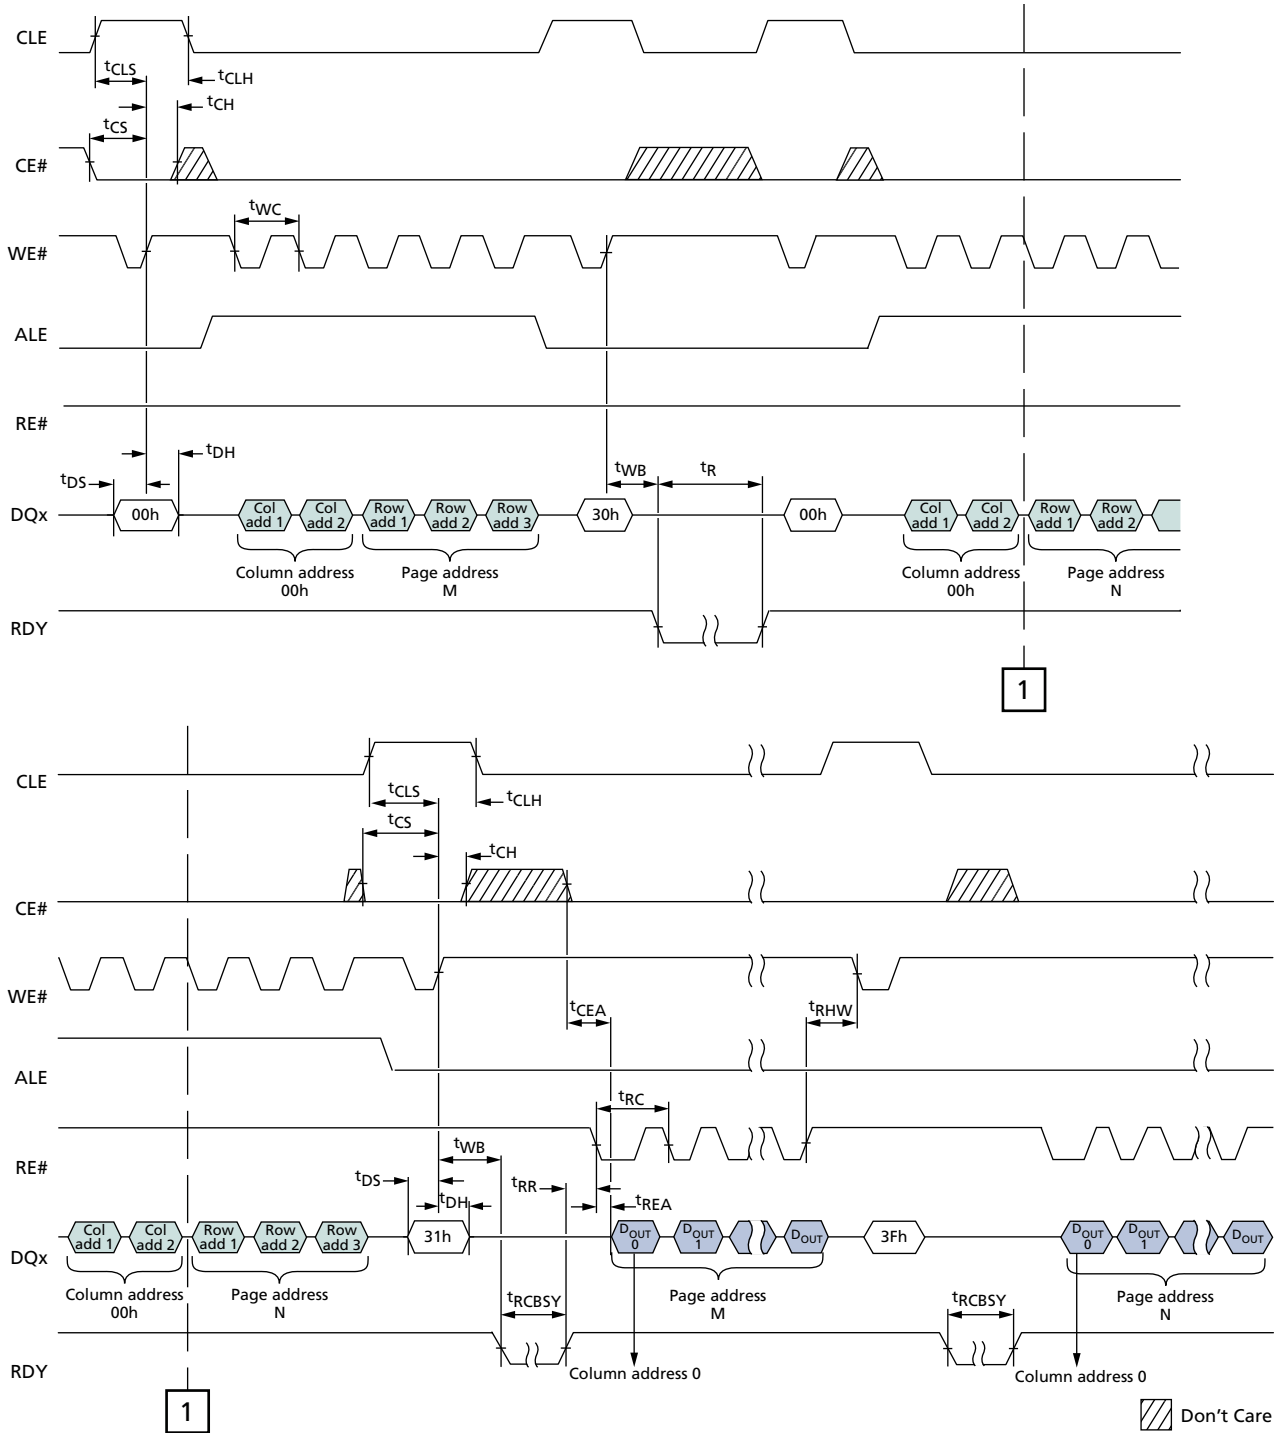 CLE
tCLS
tCLH
tCH
tCS
CE#
tWC
WE#
ALE
RE#
tDH
tDS
tWB
tR
DQx
00h
Col add 1
Col add 2
Row add 1
Row add 2
Row add 3
30h
00h
Col add 1
Col add 2
Row add 1
Row add 2
Column address 00h
Page address M
Column address 00h
Page address N
RDY
1
CLE
tCLS
tCLH
tCS
tCH
CE#
WE#
tCEA
tRHW
ALE
tRC
RE#
tWB
tDS
tDH
tRR
tREA
DQx
Col add 1
Col add 2
Row add 1
Row add 2
Row add 3
31h
DOUT 0
DOUT 1
DOUT
3Fh
DOUT 0
DOUT 1
DOUT
Column address 00h
Page address N
Page address M
Page address N
tRCBSY
tRCBSY
RDY
Column address 0
Column address 0
1
Don't Care